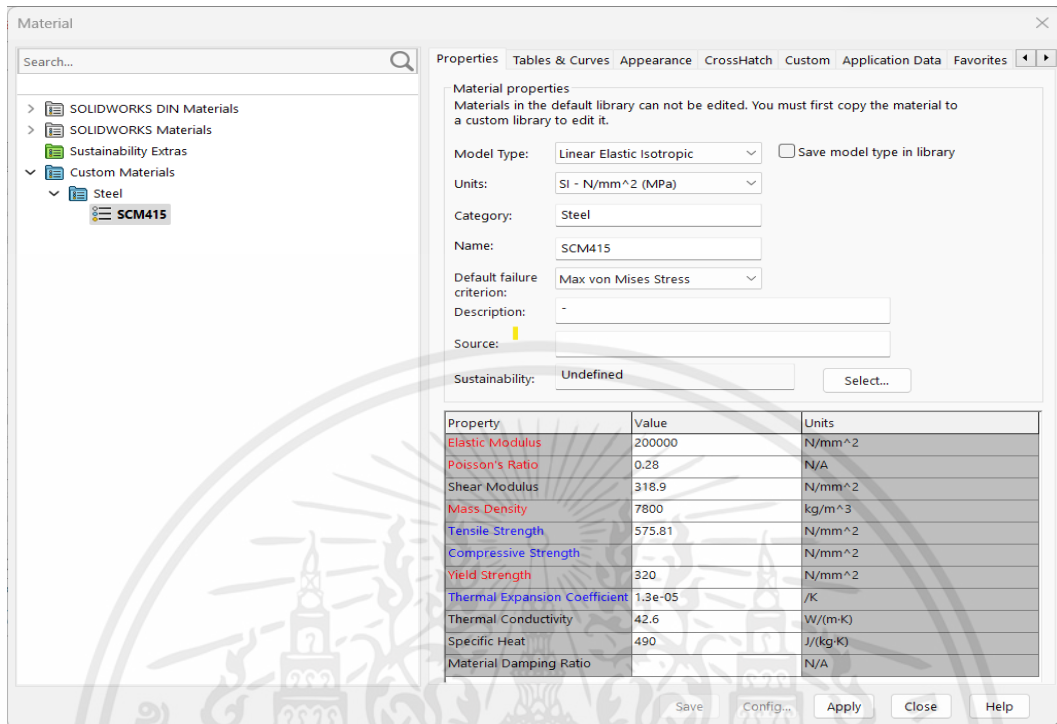 Material
Search...
SOLIDWORKS DIN Materials
SOLIDWORKS Materials
Sustainability Extras
Custom Materials
Steel
SCM415
Properties Tables & Curves Appearance CrossHatch Custom Application Data Favorites
Material properties
Materials in the default library can not be edited. You must first copy the material to
a custom library to edit it.
Model Type: Linear Elastic Isotropic Save model type in library
Units: SI - N/mm^2 (MPa)
Category: Steel
Name: SCM415
Default failure
criterion: Max von Mises Stress
Description: -
Source:
Sustainability: Undefined Select...
Property Value Units
Elastic Modulus 200000 N/mm^2
Poisson's Ratio 0.28 N/A
Shear Modulus 318.9 N/mm^2
Mass Density 7800 kg/m^3
Tensile Strength 575.81 N/mm^2
Compressive Strength N/mm^2
Yield Strength 320 N/mm^2
Thermal Expansion Coefficient 1.3e-05 /K
Thermal Conductivity 42.6 W/(m·K)
Specific Heat 490 J/(kg·K)
Material Damping Ratio N/A
Save Config... Apply Close Help